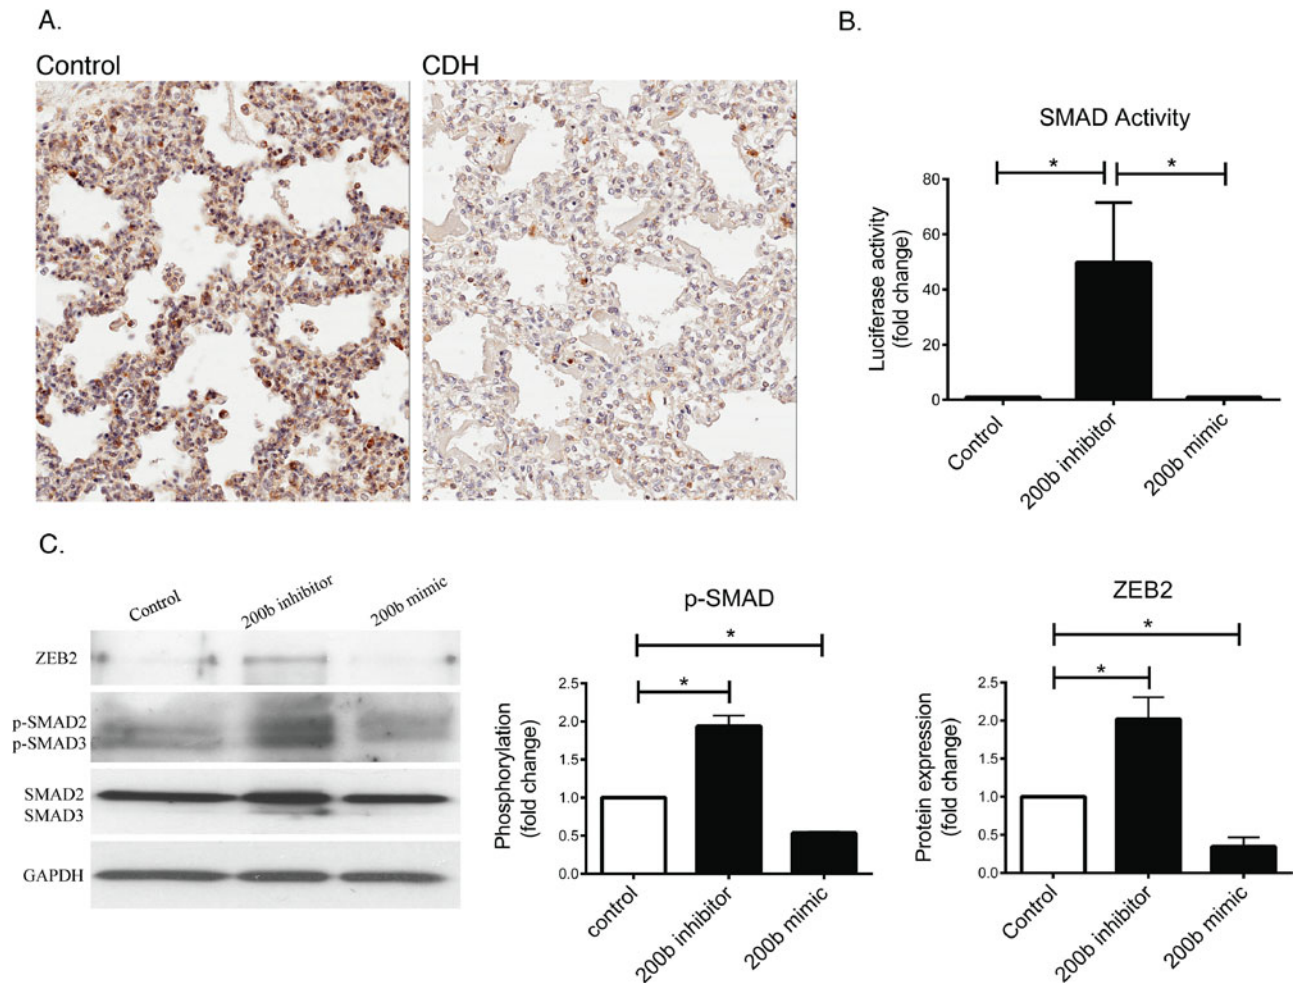 A.
Control
CDH
B.
SMAD Activity
*
*
Luciferase activity
(fold change)
80
60
40
20
0
Control
200b inhibitor
200b mimic
C.
Control
200b inhibitor
200b mimic
ZEB2
p-SMAD2
p-SMAD3
SMAD2
SMAD3
GAPDH
p-SMAD
*
*
Phosphorylation
(fold change)
2.5
2.0
1.5
1.0
0.5
0.0
control
200b inhibitor
200b mimic
ZEB2
*
*
Protein expression
(fold change)
2.5
2.0
1.5
1.0
0.5
0.0
Control
200b inhibitor
200b mimic